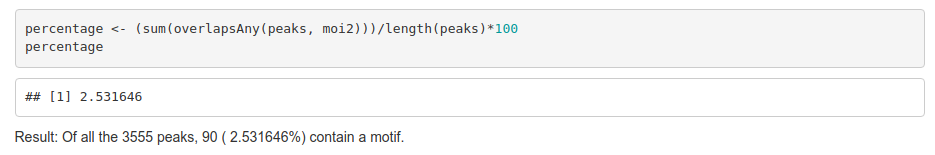 percentage <- (sum(overlapsAny(peaks, moi2)))/length(peaks)*100
percentage
## [1] 2.531646
Result: Of all the 3555 peaks, 90 ( 2.531646%) contain a motif.